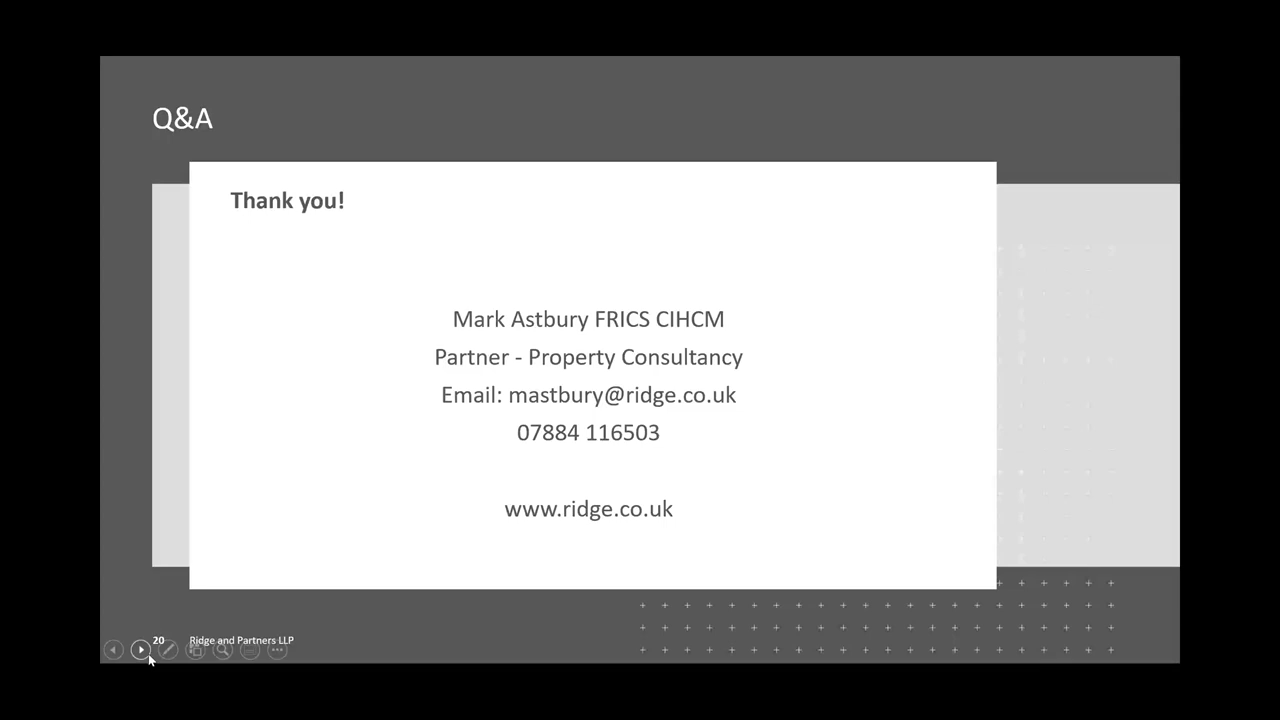 Q&A
Thank you!
Mark Astbury FRICS CIHCM
Partner - Property Consultancy
Email: mastbury@ridge.co.uk
07884 116503
www.ridge.co.uk
20 Ridge and Partners LLP